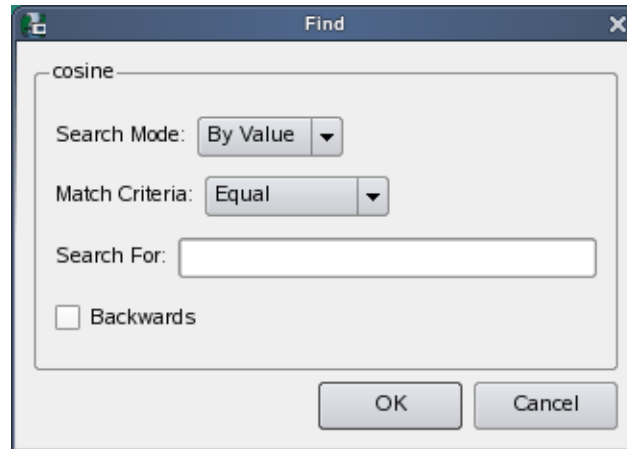 Find
cosine
Search Mode: By Value
Match Criteria: Equal
Search For:
Backwards
OK Cancel